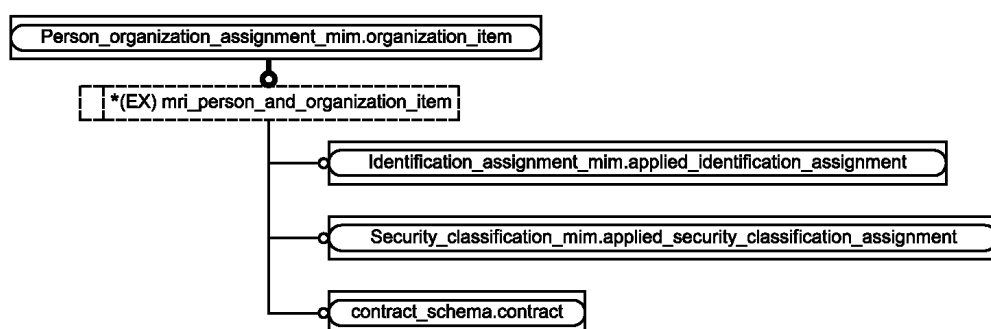 Person_organization_assignment_mim.organization_item
*(EX) mri_person_and_organization_item
Identification_assignment_mim.applied_identification_assignment
Security_classification_mim.applied_security_classification_assignment
contract_schema.contract